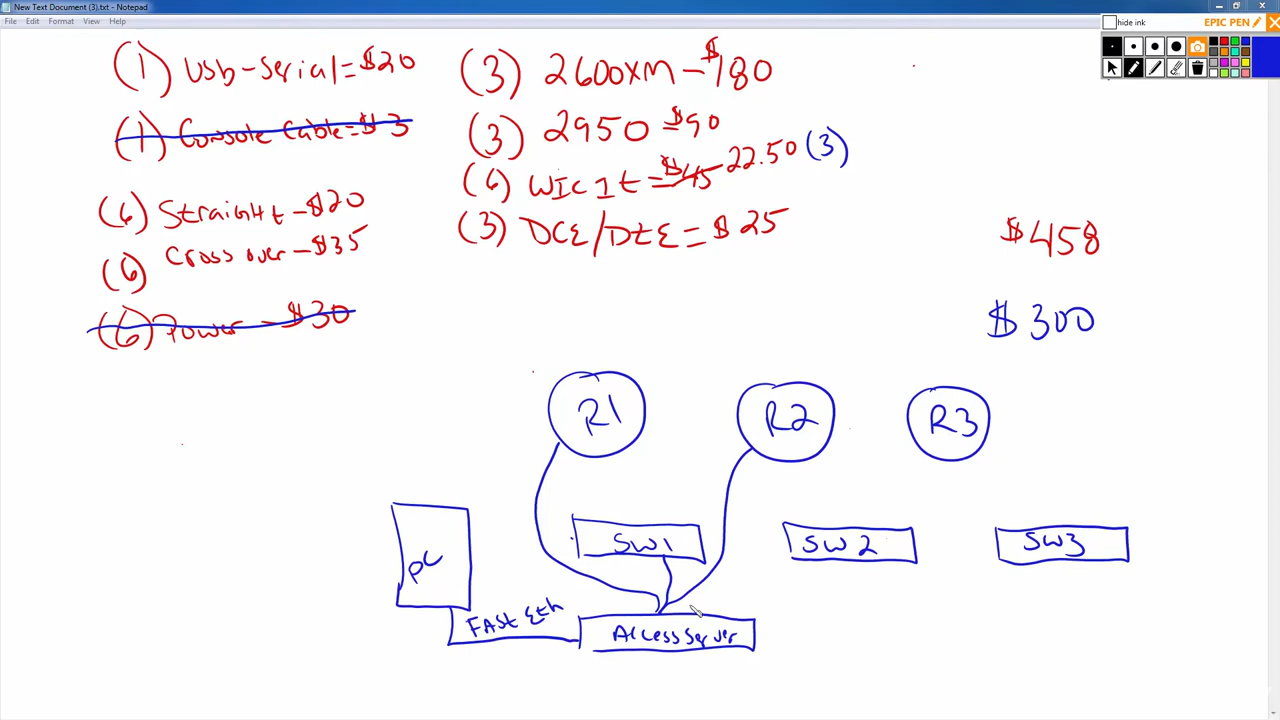 New Text Document (3).txt - Notepad
File Edit Format View Help
hide ink
EPIC PEN
(1) Usb-Serial=$20
(1) Console Cable=$3
(6) Straight-$20
(6) Cross over-$35
(6) Power-$30
(3) 2600XM-$180
(3) 2950=$90
(6) WIC 1t=$45 22.50 (3)
(3) DCE/DTE=$25
$458
$300
R1 R2 R3
PC
SW1 SW2 SW3
FAST Eth
Access Server